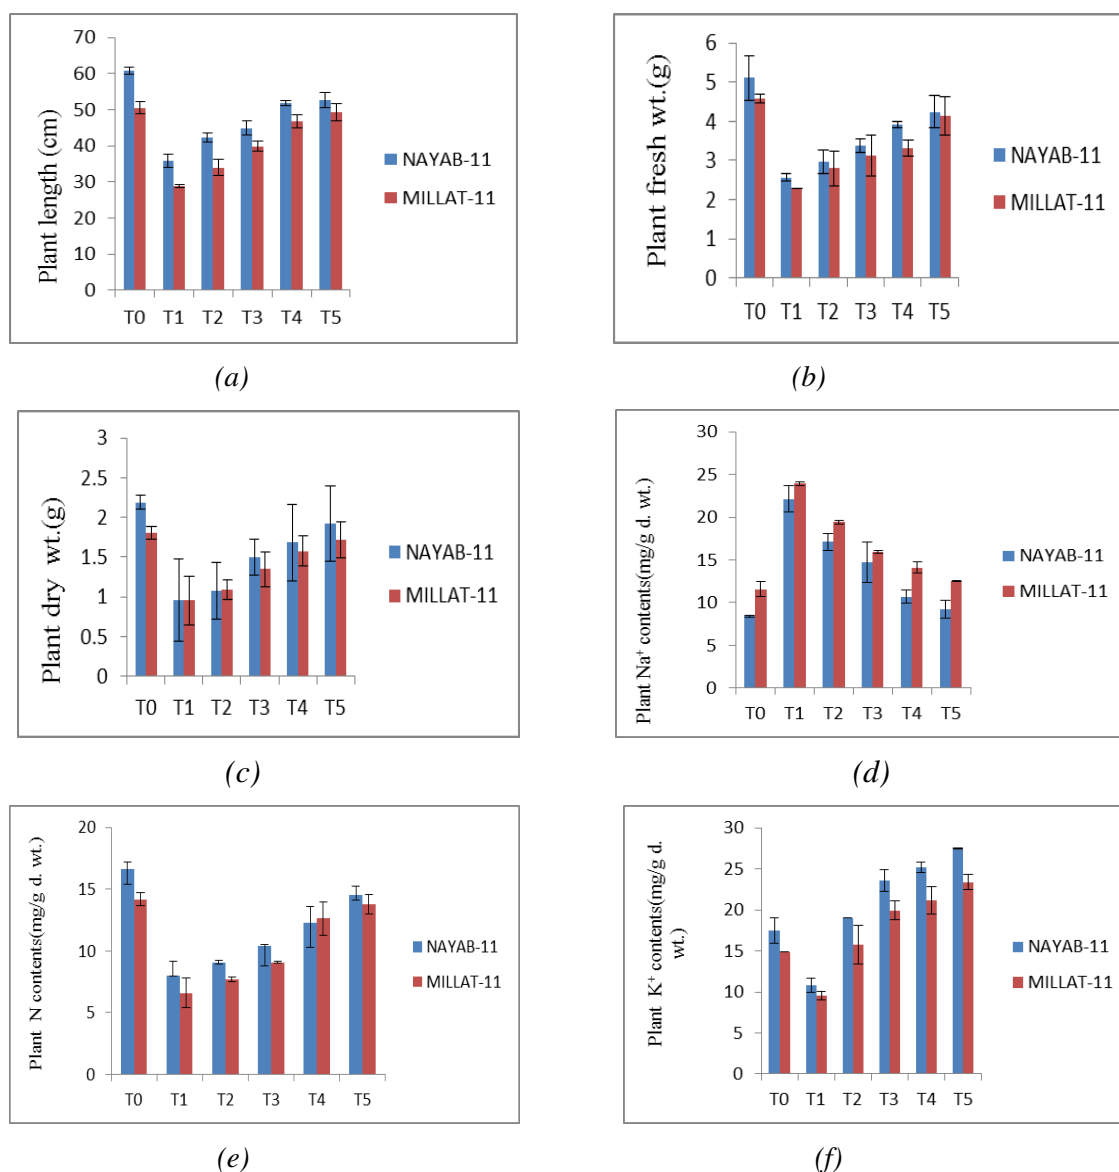 70
60
50
40
30
20
10
0
Plant length (cm)
T0 T1 T2 T3 T4 T5
NAYAB-11
MILLAT-11
(a)
6
5
4
3
2
1
0
Plant fresh wt.(g)
T0 T1 T2 T3 T4 T5
NAYAB-11
MILLAT-11
(b)
3
2.5
2
1.5
1
0.5
0
Plant dry wt.(g)
T0 T1 T2 T3 T4 T5
NAYAB-11
MILLAT-11
(c)
30
25
20
15
10
5
0
Plant Na⁺ contents(mg/g d. wt.)
T0 T1 T2 T3 T4 T5
NAYAB-11
MILLAT-11
(d)
20
15
10
5
0
Plant N contents(mg/g d. wt.)
T0 T1 T2 T3 T4 T5
NAYAB-11
MILLAT-11
(e)
30
25
20
15
10
5
0
Plant K⁺ contents(mg/g d.
wt.)
T0 T1 T2 T3 T4 T5
NAYAB-11
MILLAT-11
(f)